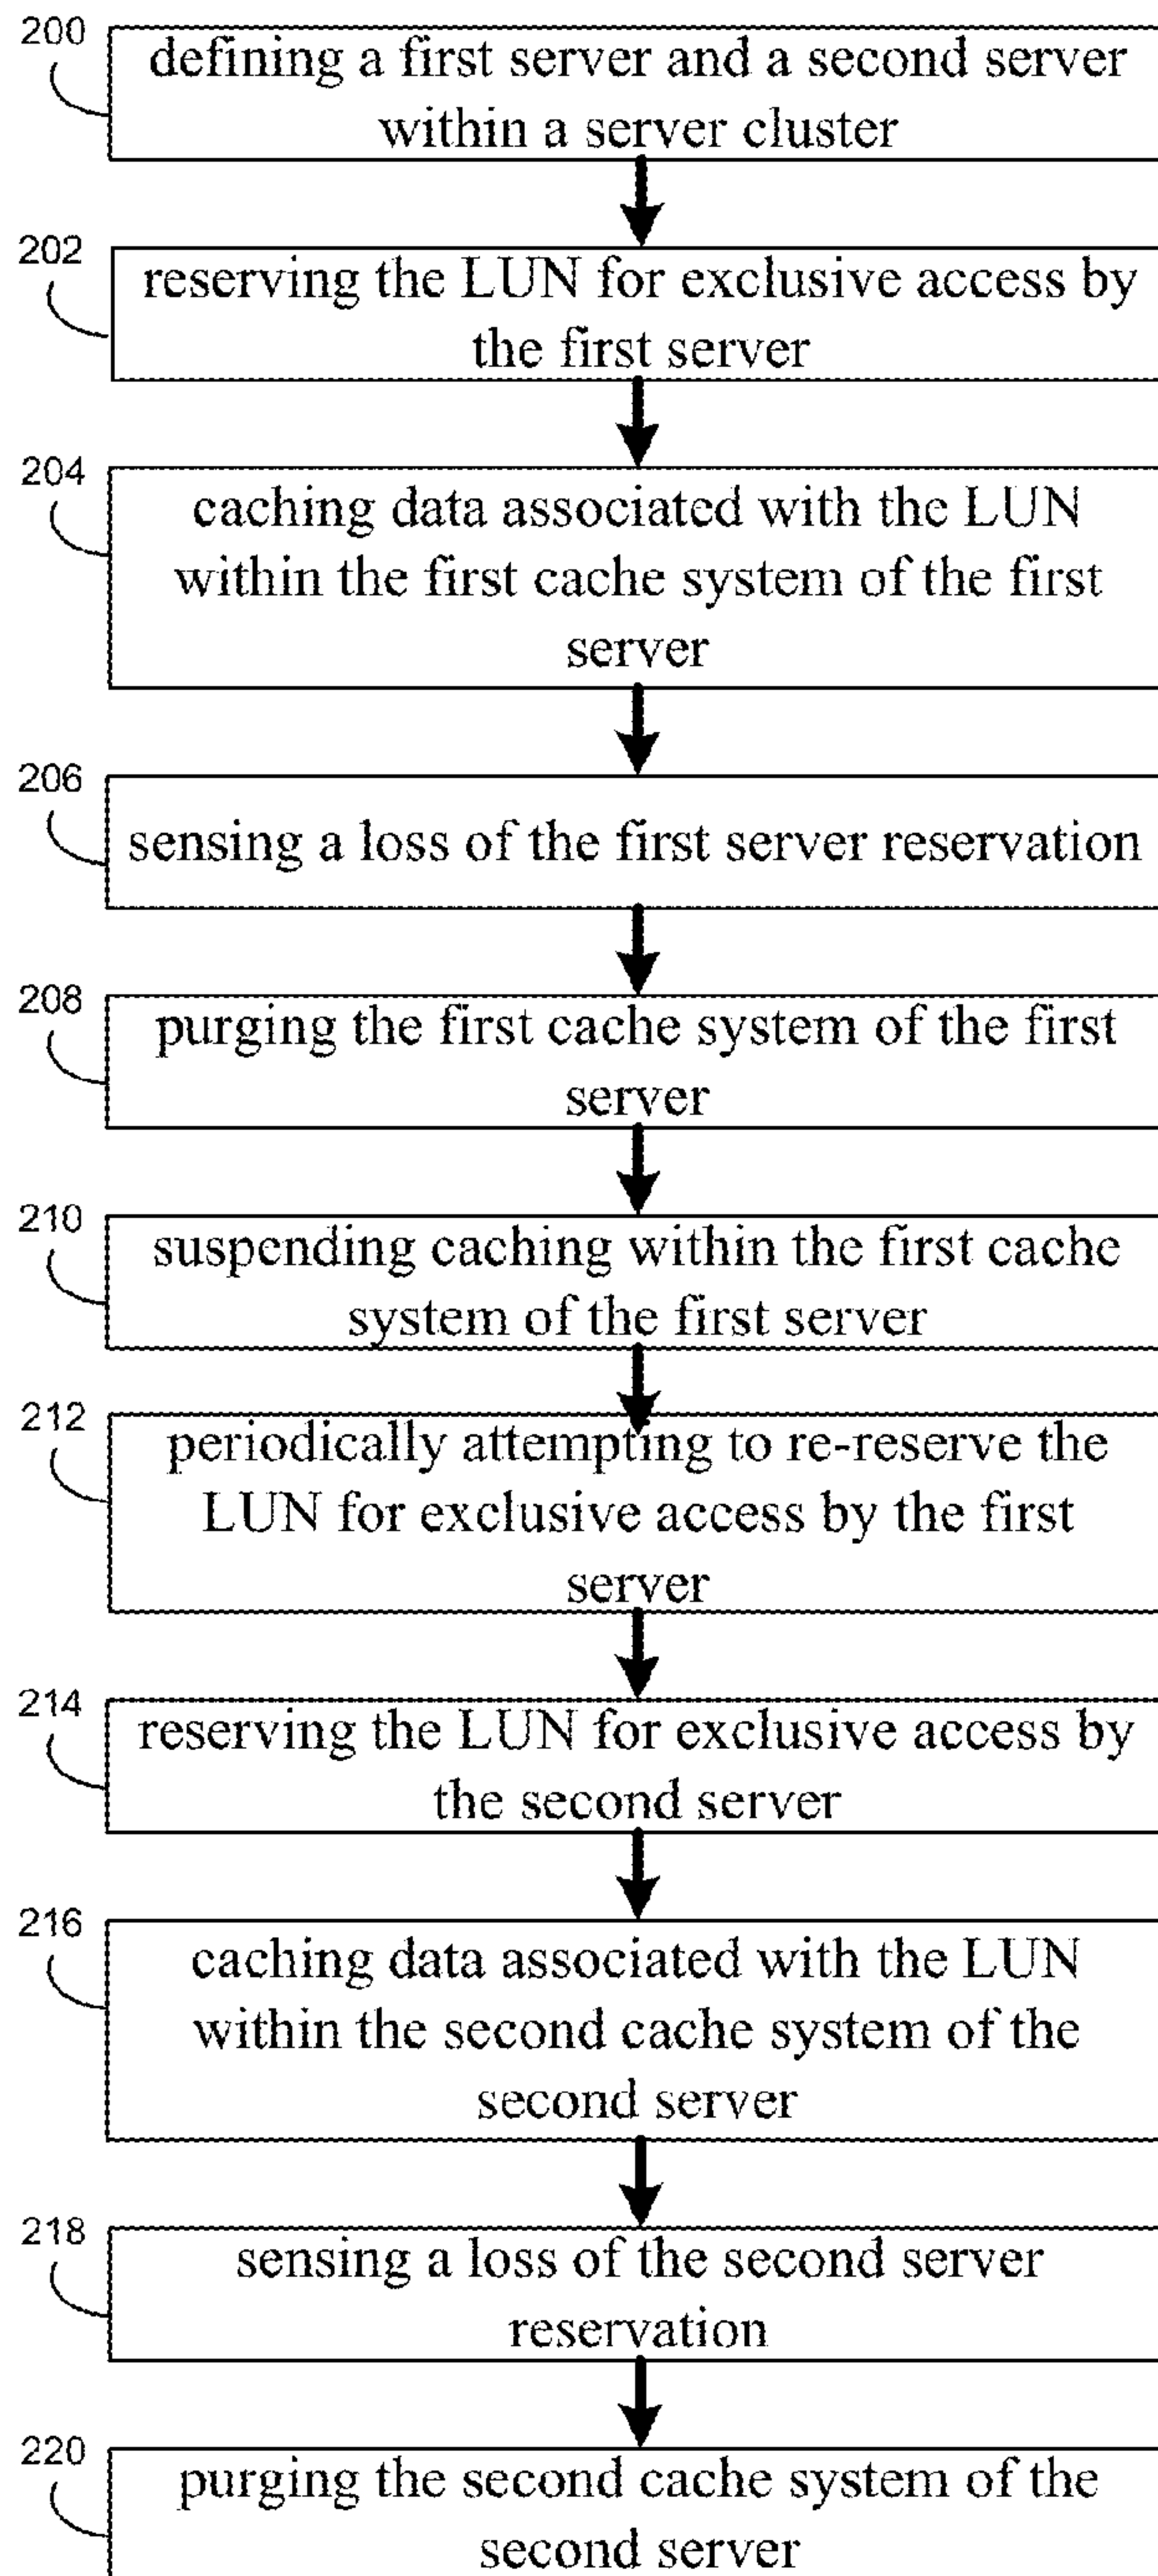 200
defining a first server and a second server
within a server cluster
202
reserving the LUN for exclusive access by
the first server
204
caching data associated with the LUN
within the first cache system of the first
server
206
sensing a loss of the first server reservation
208
purging the first cache system of the first
server
210
suspending caching within the first cache
system of the first server
212
periodically attempting to re-reserve the
LUN for exclusive access by the first
server
214
reserving the LUN for exclusive access by
the second server
216
caching data associated with the LUN
within the second cache system of the
second server
218
sensing a loss of the second server
reservation
220
purging the second cache system of the
second server